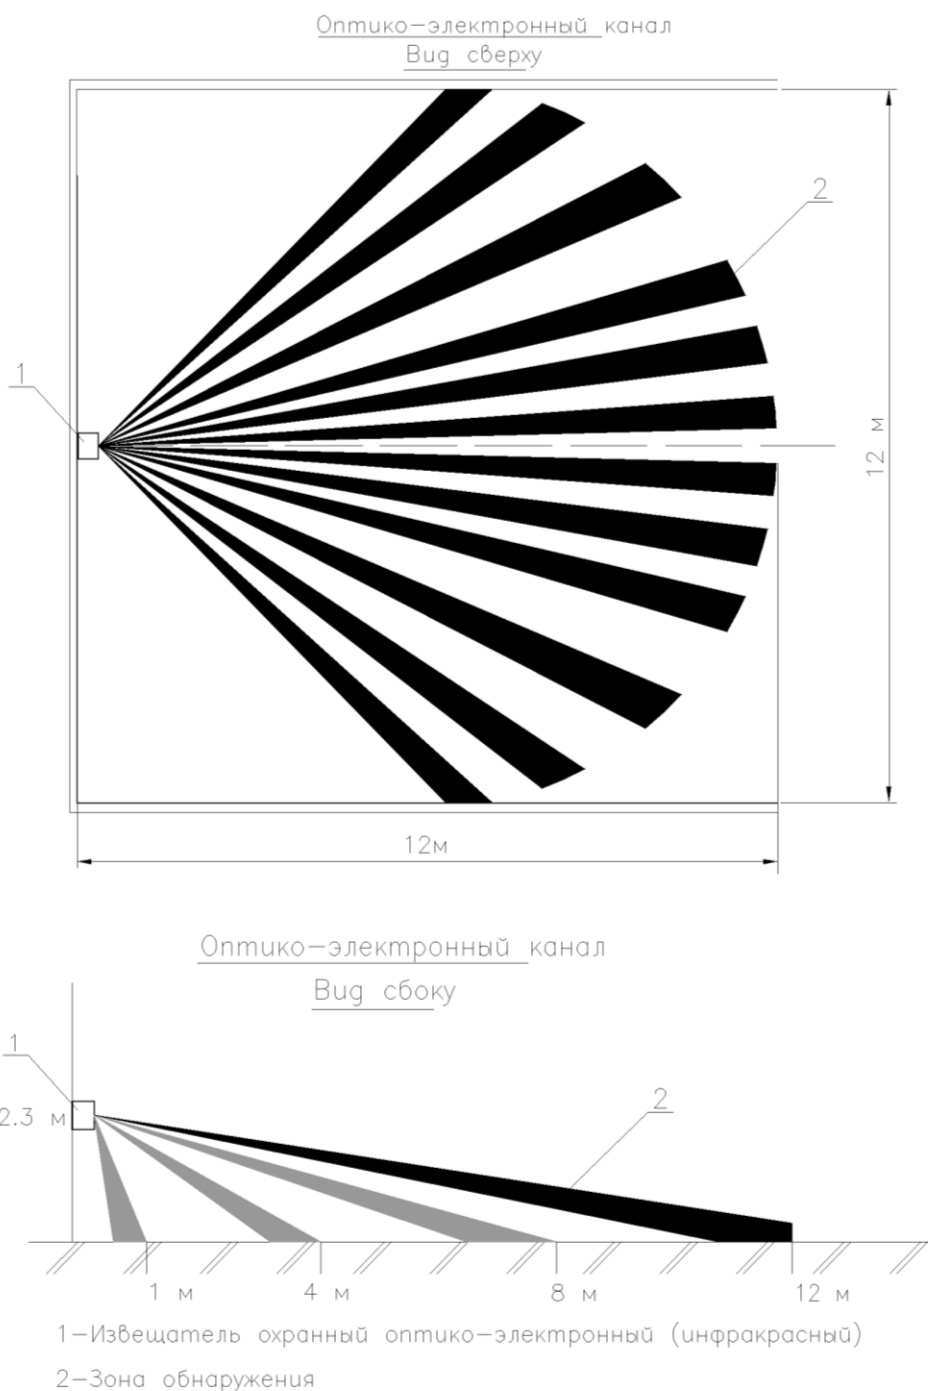 Оптико-электронный канал
Вид сверху
2
1
12 м
12м
Оптико-электронный канал
Вид сбоку
1
2
2.3 м
1 м
4 м
8 м
12 м
1-Извещатель охранный оптико-электронный (инфракрасный)
2-Зона обнаружения